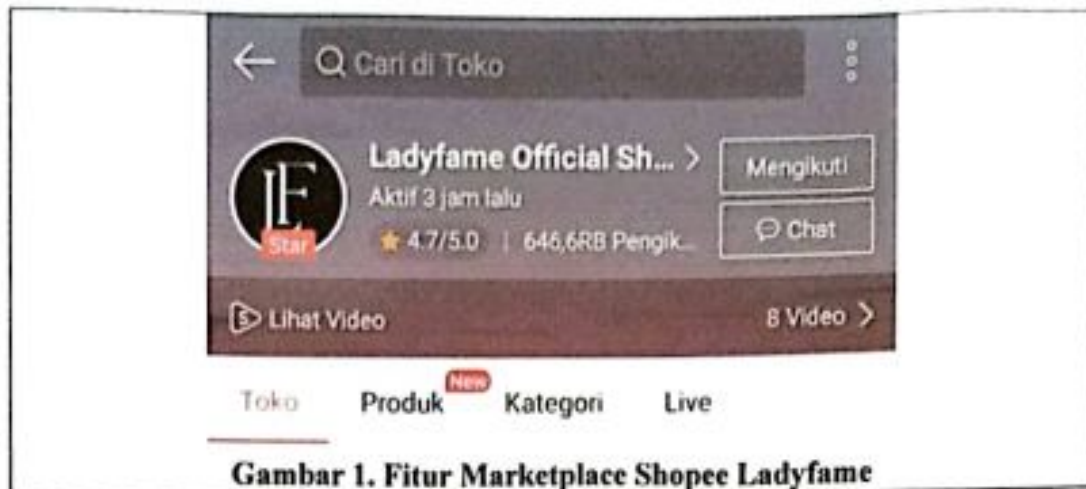 Cari di Toko
Ladyfame Official Sh... >
Mengikuti
Aktif 3 jam lalu
Star
4.7/5.0 | 646,6RB Pengik...
Chat
Lihat Video
8 Video >
New
Toko Produk Kategori Live
Gambar 1. Fitur Marketplace Shopee Ladyfame